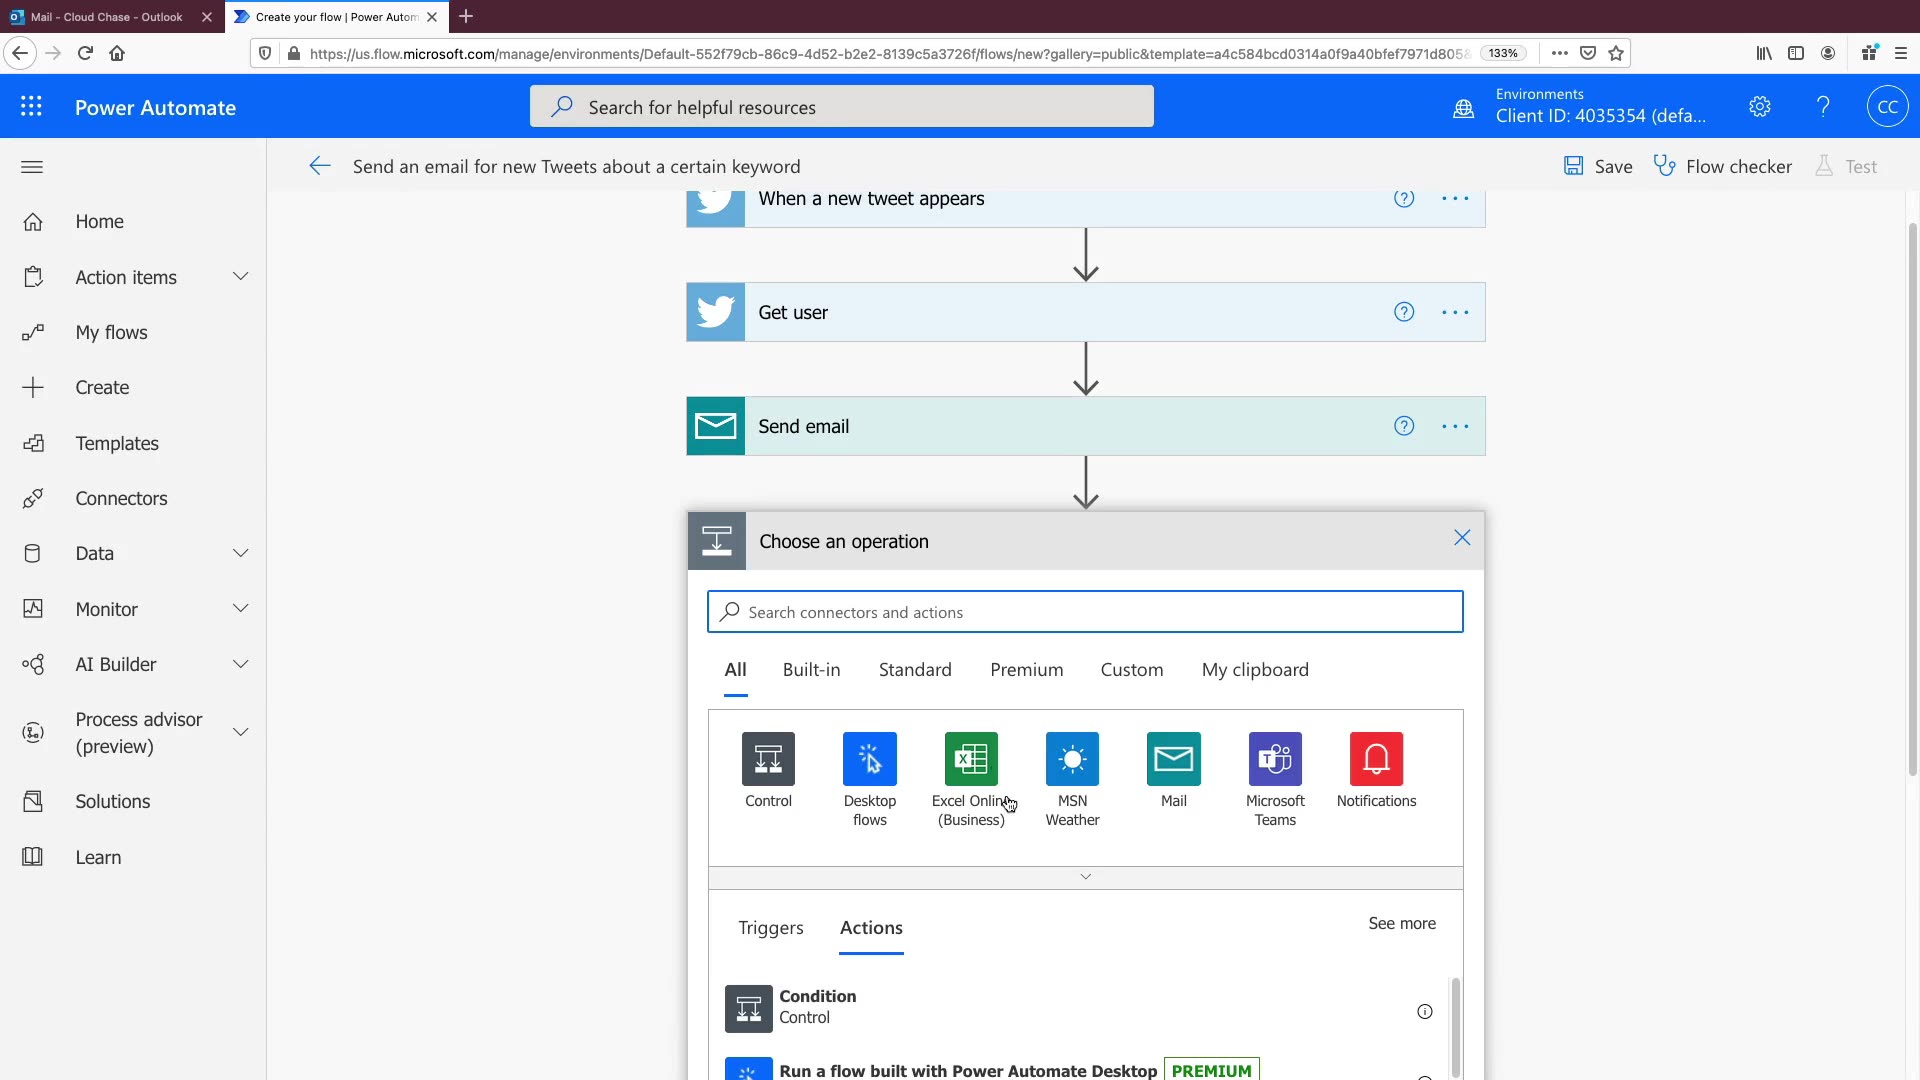 Mail - Cloud Chase - Outlook
Create your flow | Power Autom
https://us.flow.microsoft.com/manage/environments/Default-552f79cb-86c9-4d52-b2e2-8139c5a3726f/flows/new?gallery=public&template=a4c584bcd0314a0f9a40bfef7971d805&
133%
Power Automate
Search for helpful resources
Environments
Client ID: 4035354 (defa...
CC
Send an email for new Tweets about a certain keyword
Save
Flow checker
Test
Home
Action items
My flows
Create
Templates
Connectors
Data
Monitor
AI Builder
Process advisor
(preview)
Solutions
Learn
When a new tweet appears
Get user
Send email
Choose an operation
Search connectors and actions
All Built-in Standard Premium Custom My clipboard
Control
Desktop
flows
Excel Online
(Business)
MSN
Weather
Mail
Microsoft
Teams
Notifications
Triggers Actions See more
Condition
Control
Run a flow built with Power Automate Desktop PREMIUM